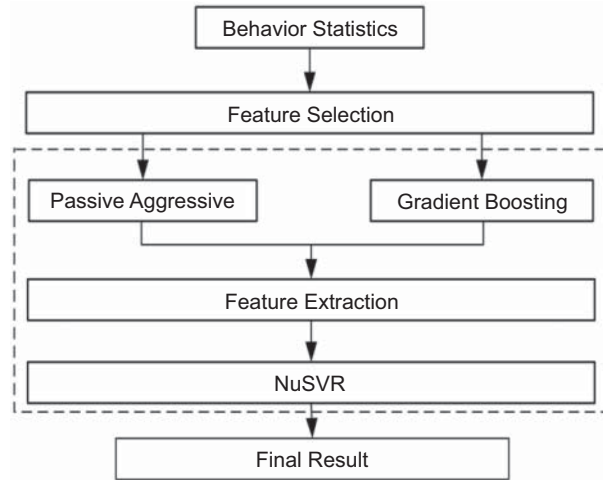 Behavior Statistics
Feature Selection
Passive Aggressive
Gradient Boosting
Feature Extraction
NuSVR
Final Result